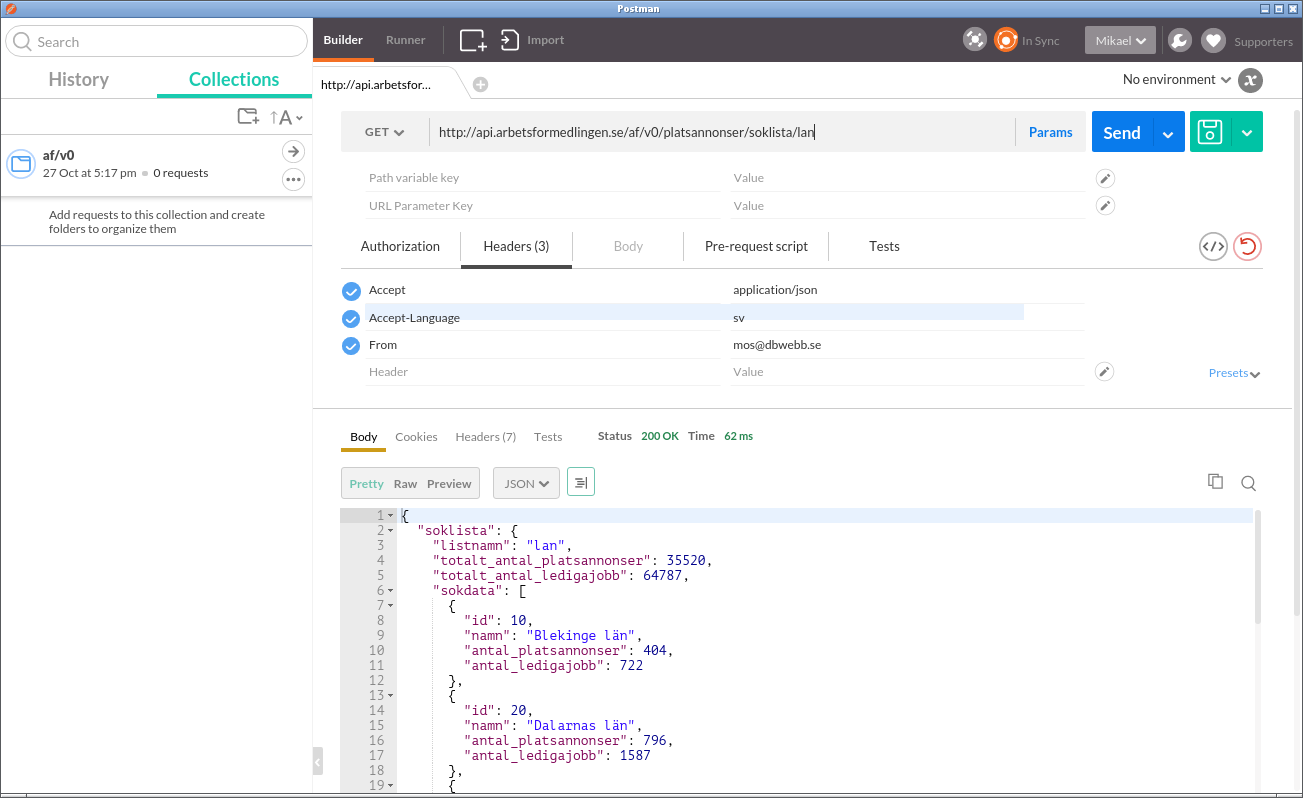 Postman
Search
Builder
Runner
Import
In Sync
Mikael
Supporters
History
Collections
http://api.arbetsfor...
No environment
A
af/v0
27 Oct at 5:17 pm
0 requests
Add requests to this collection and create
folders to organize them
GET
http://api.arbetsformedlingen.se/af/v0/platsannonser/soklista/lan
Params
Send
Path variable key
Value
URL Parameter Key
Value
Authorization
Headers (3)
Body
Pre-request script
Tests
Accept
application/json
Accept-Language
sv
From
mos@dbwebb.se
Header
Value
Presets
Body
Cookies
Headers (7)
Tests
Status 200 OK Time 62 ms
Pretty
Raw
Preview
JSON
1 {
2 "soklista": {
3 "listnamn": "lan",
4 "totalt_antal_platsannonser": 35520,
5 "totalt_antal_ledigajobb": 64787,
6 "sokdata": [
7 {
8 "id": 10,
9 "namn": "Blekinge län",
10 "antal_platsannonser": 404,
11 "antal_ledigajobb": 722
12 },
13 {
14 "id": 20,
15 "namn": "Dalarnas län",
16 "antal_platsannonser": 796,
17 "antal_ledigajobb": 1587
18 },
19 {